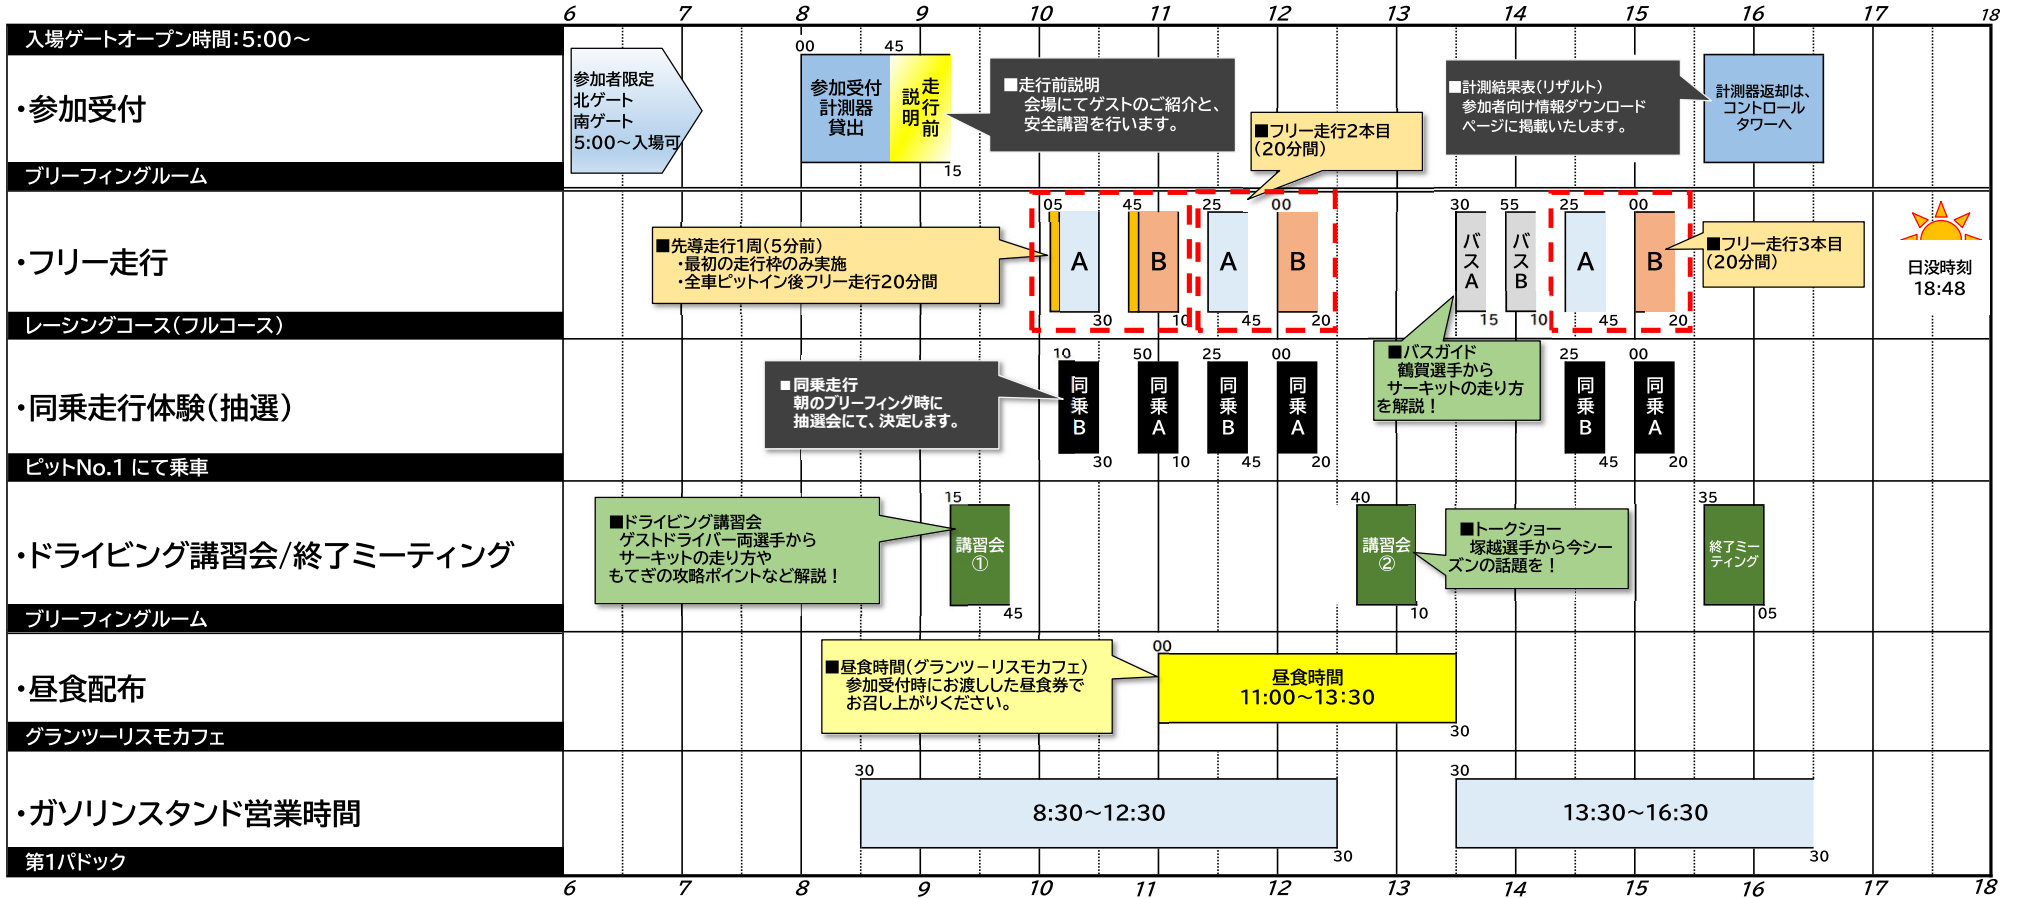 6 7 8 9 10 11 12 13 14 15 16 17 18
入場ゲートオープン時間：5:00～
・参加受付
ブリーフィングルーム
参加者限定
北ゲート
南ゲート
5:00～入場可
00 45
参加受付
計測器
貸出
走行前
説明
15
■走行前説明
会場にてゲストのご紹介と、
安全講習を行います。
■フリー走行2本目
（20分間）
■計測結果表（リザルト）
参加者向け情報ダウンロード
ページに掲載いたします。
計測器返却は、
コントロール
タワーへ
・フリー走行
レーシングコース（フルコース）
■先導走行1周（5分前）
・最初の走行枠のみ実施
・全車ピットイン後フリー走行20分間
05 45 25 00 30 55 25 00
A B A B バスA バスB A B
30 10 45 20 15 10 45 20
■フリー走行3本目
（20分間）
日没時刻
18:48
・同乗走行体験（抽選）
ピットNo.1 にて乗車
■同乗走行
朝のブリーフィング時に
抽選会にて、決定します。
10 50 25 00 25 00
同乗B 同乗A 同乗B 同乗A 同乗B 同乗A
30 10 45 20 45 20
■バスガイド
鶴賀選手から
サーキットの走り方
を解説！
・ドライビング講習会/終了ミーティング
ブリーフィングルーム
■ドライビング講習会
ゲストドライバー両選手から
サーキットの走り方や
もてぎの攻略ポイントなど解説！
15
講習会
①
45
40
講習会
②
10
■トークショー
塚越選手から今シー
ズンの話題を！
35
終了ミー
ティング
05
・昼食配布
グランツーリスモカフェ
■昼食時間（グランツーリスモカフェ）
参加受付時にお渡しした昼食券で
お召し上がりください。
00
昼食時間
11:00～13:30
30
・ガソリンスタンド営業時間
第1パドック
30
8:30～12:30
30
30
13:30～16:30
30
6 7 8 9 10 11 12 13 14 15 16 17 18